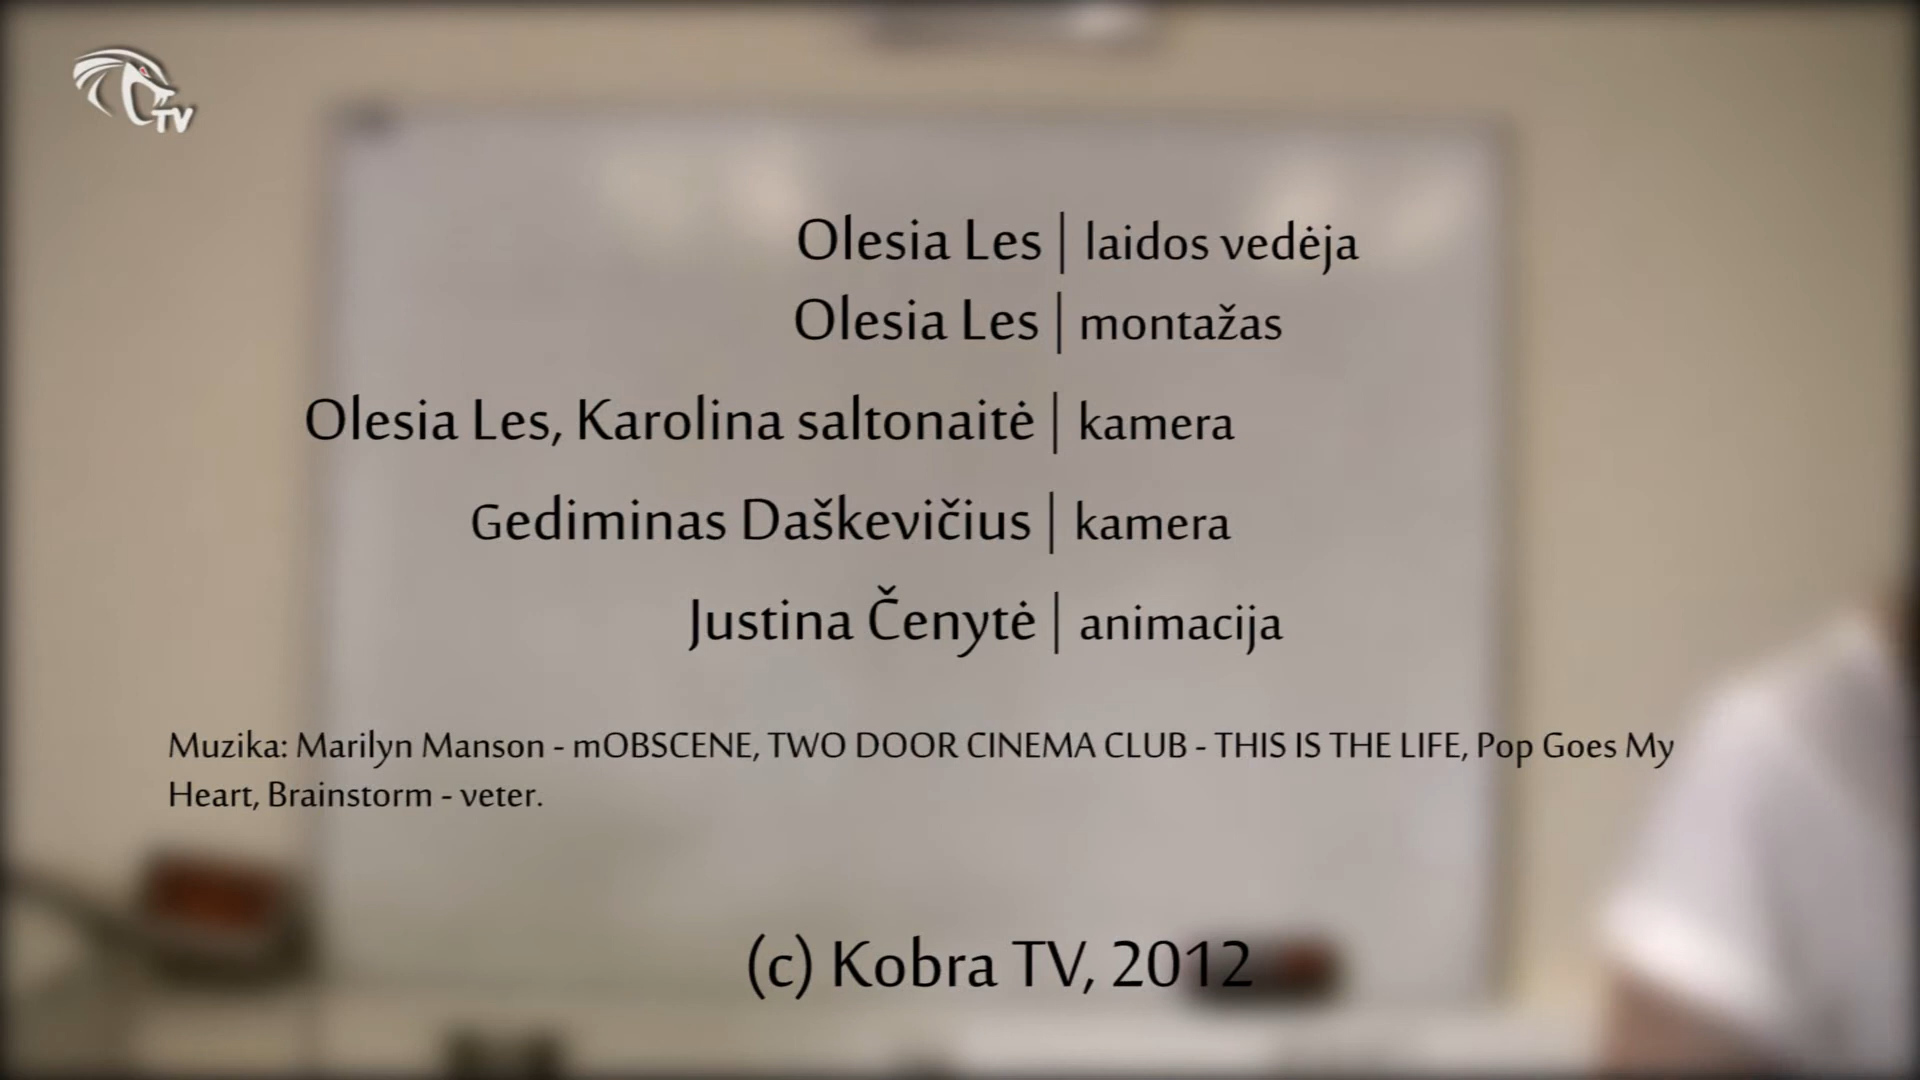 TV
Olesia Les | laidos vedėja
Olesia Les | montažas
Olesia Les, Karolina saltonaitė | kamera
Gediminas Daškevičius | kamera
Justina Čenytė | animacija
Muzika: Marilyn Manson - mOBSCENE, TWO DOOR CINEMA CLUB - THIS IS THE LIFE, Pop Goes My
Heart, Brainstorm - veter.
(c) Kobra TV, 2012